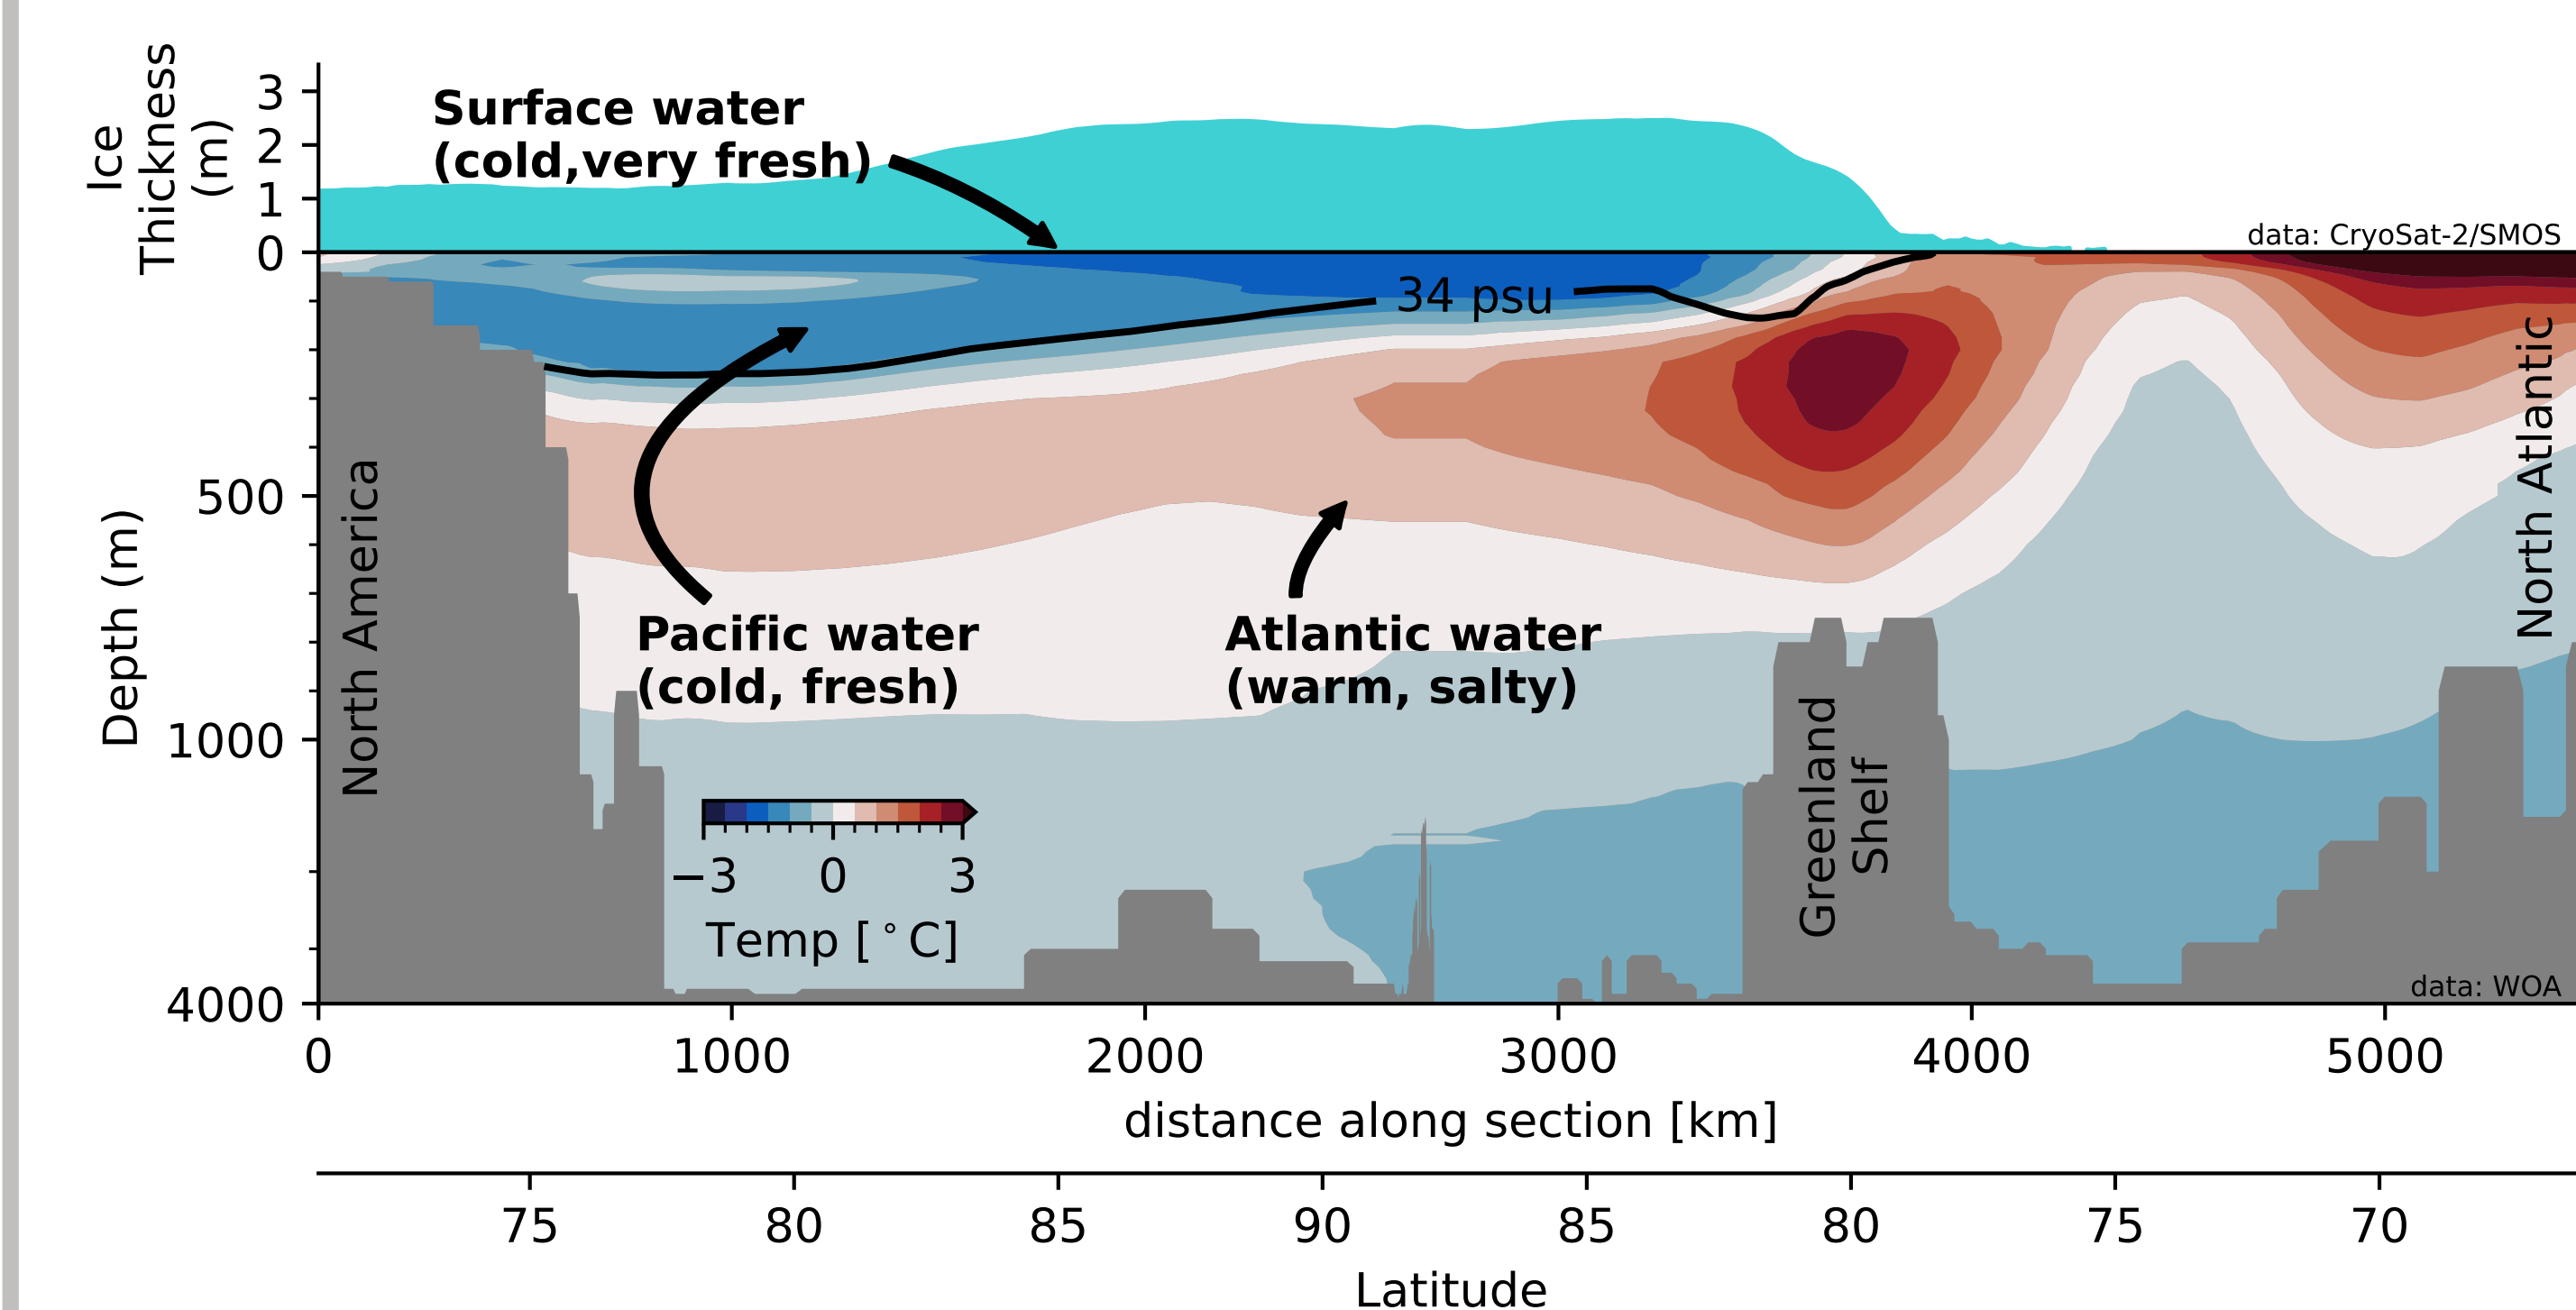 Ice
Thickness
(m)
3
2
1
0
Surface water
(cold,very fresh)
data: CryoSat-2/SMOS
34 psu
Depth (m)
500
1000
4000
North America
Pacific water
(cold, fresh)
Atlantic water
(warm, salty)
North Atlantic
Greenland
Shelf
−3 0 3
Temp [°C]
data: WOA
0 1000 2000 3000 4000 5000
distance along section [km]
75 80 85 90 85 80 75 70
Latitude